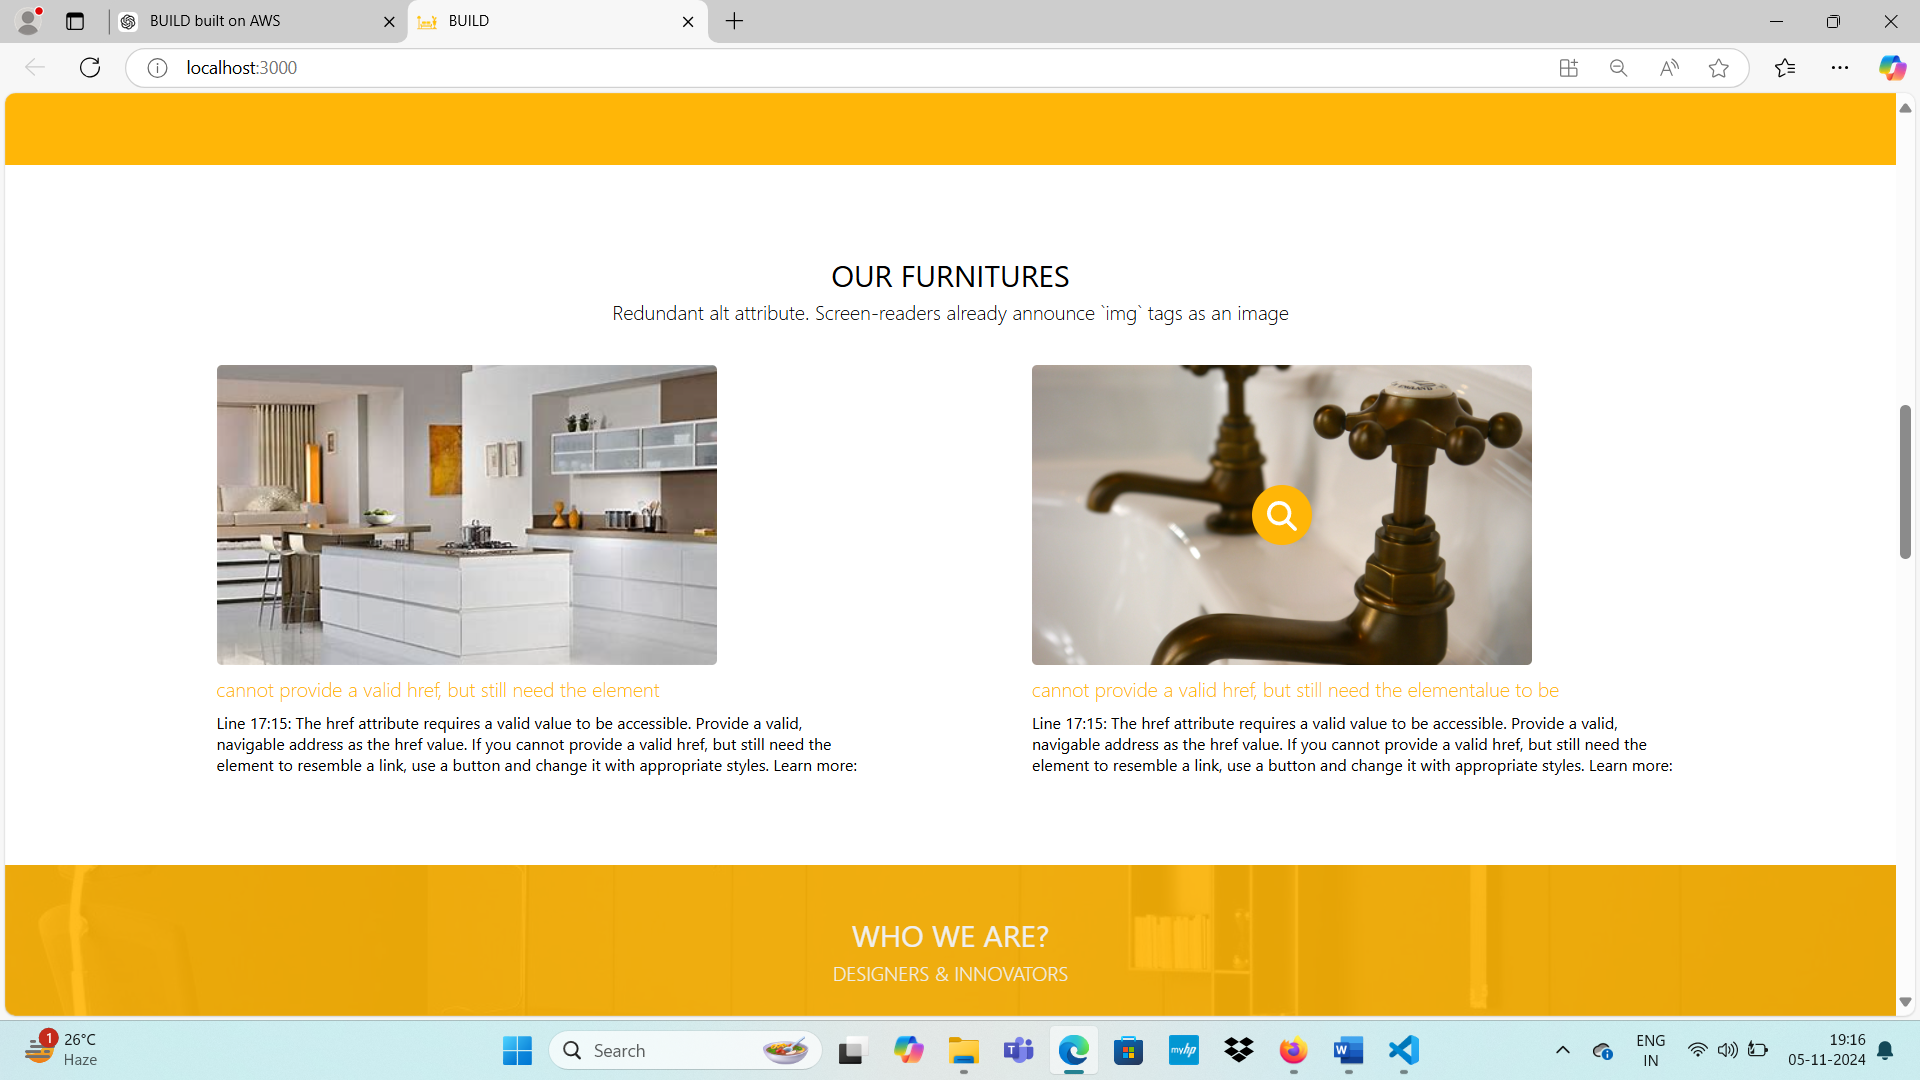 BUILD built on AWS
BUILD
localhost:3000
OUR FURNITURES
Redundant alt attribute. Screen-readers already announce `img` tags as an image
cannot provide a valid href, but still need the element
Line 17:15: The href attribute requires a valid value to be accessible. Provide a valid,
navigable address as the href value. If you cannot provide a valid href, but still need the
element to resemble a link, use a button and change it with appropriate styles. Learn more:
cannot provide a valid href, but still need the elementalue to be
Line 17:15: The href attribute requires a valid value to be accessible. Provide a valid,
navigable address as the href value. If you cannot provide a valid href, but still need the
element to resemble a link, use a button and change it with appropriate styles. Learn more:
WHO WE ARE?
DESIGNERS & INNOVATORS
1
26°C
Haze
Search
myhp
ENG
IN
19:16
05-11-2024